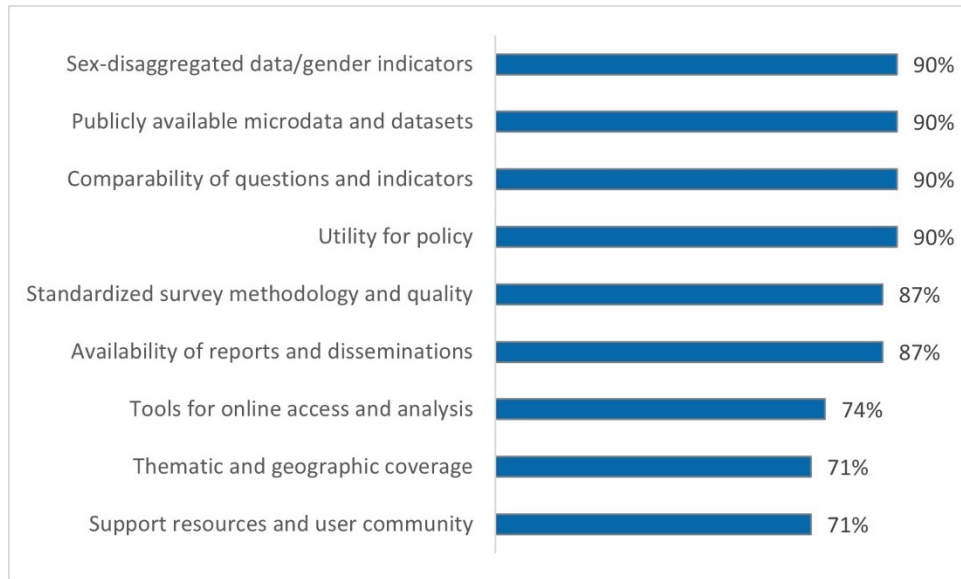 Sex-disaggregated data/gender indicators 90%
Publicly available microdata and datasets 90%
Comparability of questions and indicators 90%
Utility for policy 90%
Standardized survey methodology and quality 87%
Availability of reports and disseminations 87%
Tools for online access and analysis 74%
Thematic and geographic coverage 71%
Support resources and user community 71%